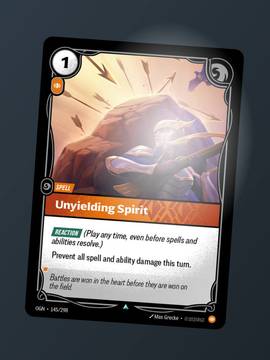 1
SPELL
Unyielding Spirit
REACTION (Play any time, even before spells and
abilities resolve.)
Prevent all spell and ability damage this turn.
Battles are won in the heart before they are won on
the field.
OGN • 145/298
Max Grecke